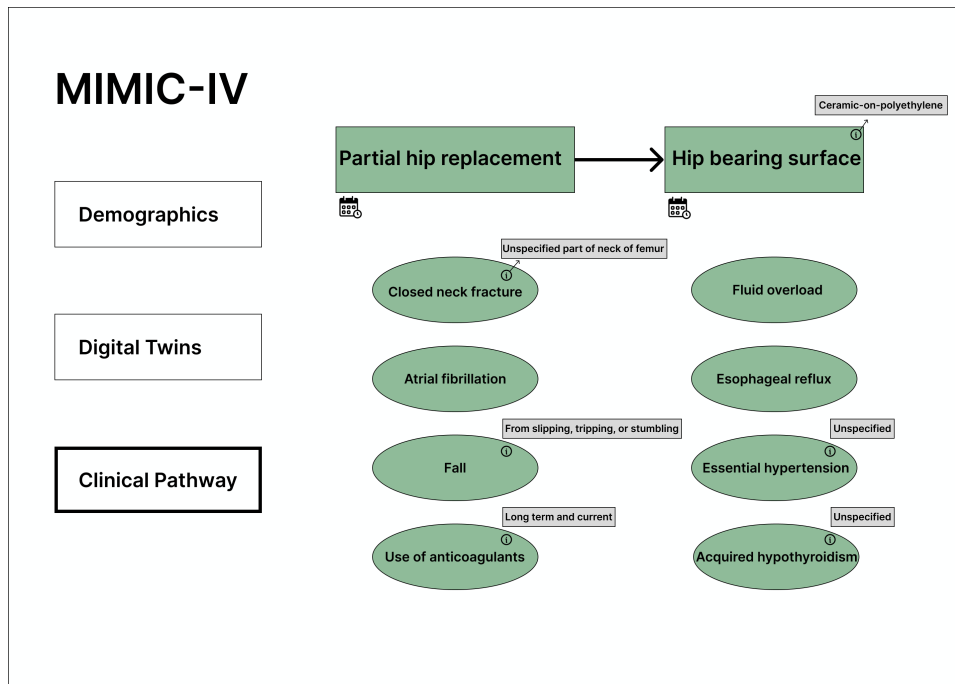 MIMIC-IV
Demographics
Digital Twins
Clinical Pathway
Ceramic-on-polyethylene
Partial hip replacement
Hip bearing surface
Unspecified part of neck of femur
Closed neck fracture
Fluid overload
Atrial fibrillation
Esophageal reflux
From slipping, tripping, or stumbling
Unspecified
Fall
Essential hypertension
Long term and current
Unspecified
Use of anticoagulants
Acquired hypothyroidism